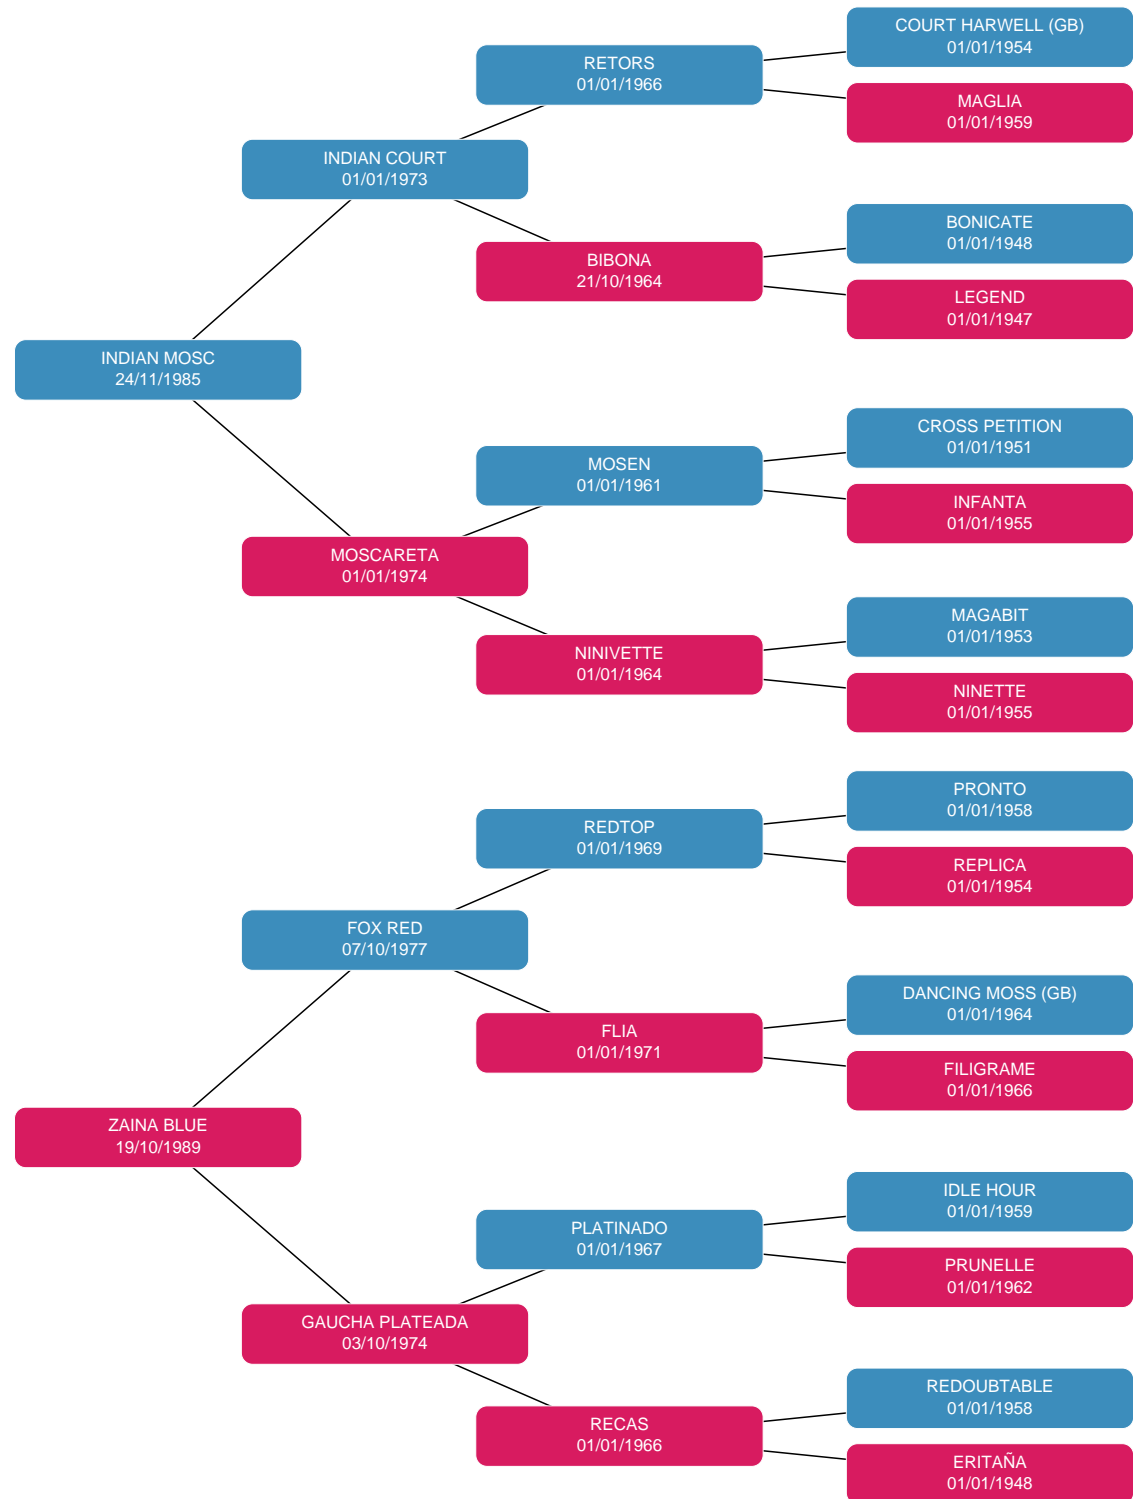 COURT HARWELL (GB)
01/01/1954
RETORS
01/01/1966
MAGLIA
01/01/1959
INDIAN COURT
01/01/1973
BONICATE
01/01/1948
BIBONA
21/10/1964
LEGEND
01/01/1947
INDIAN MOSC
24/11/1985
CROSS PETITION
01/01/1951
MOSEN
01/01/1961
INFANTA
01/01/1955
MOSCARETA
01/01/1974
MAGABIT
01/01/1953
NINIVETTE
01/01/1964
NINETTE
01/01/1955
PRONTO
01/01/1958
REDTOP
01/01/1969
REPLICA
01/01/1954
FOX RED
07/10/1977
DANCING MOSS (GB)
01/01/1964
FLIA
01/01/1971
FILIGRAME
01/01/1966
ZAINA BLUE
19/10/1989
IDLE HOUR
01/01/1959
PLATINADO
01/01/1967
PRUNELLE
01/01/1962
GAUCHA PLATEADA
03/10/1974
REDOUBTABLE
01/01/1958
RECAS
01/01/1966
ERITAÑA
01/01/1948